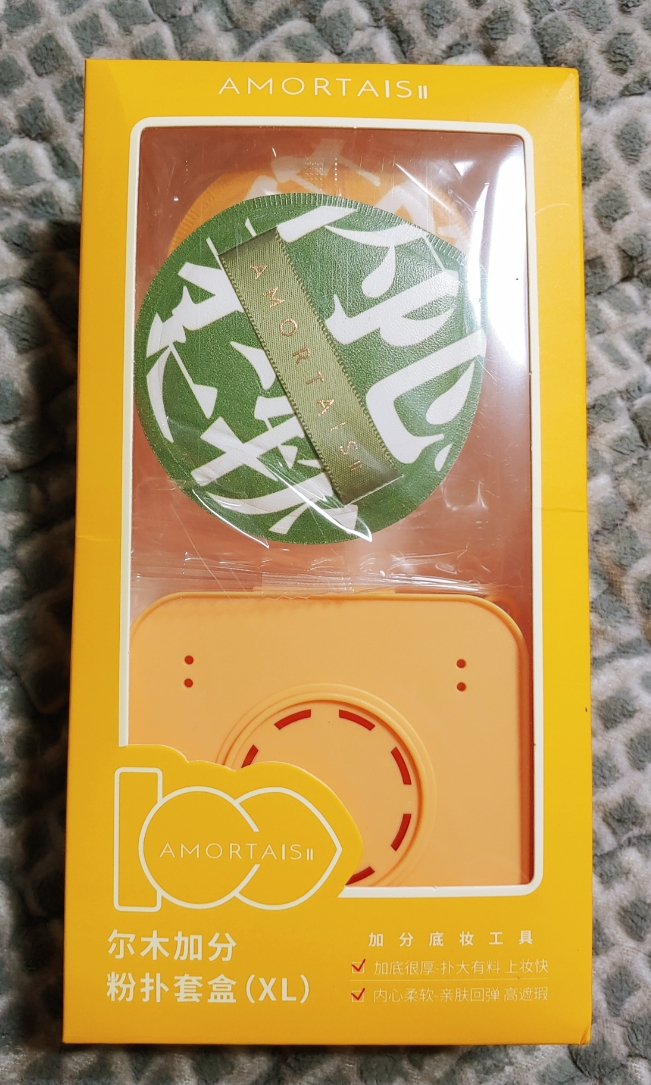 AMORTAISII
AMORTAISII
100
AMORTAISII
尔木加分
粉扑套盒(XL)
加分底妆工具
加底很厚·扑大有料 上妆快
内心柔软·亲肤回弹 高遮瑕